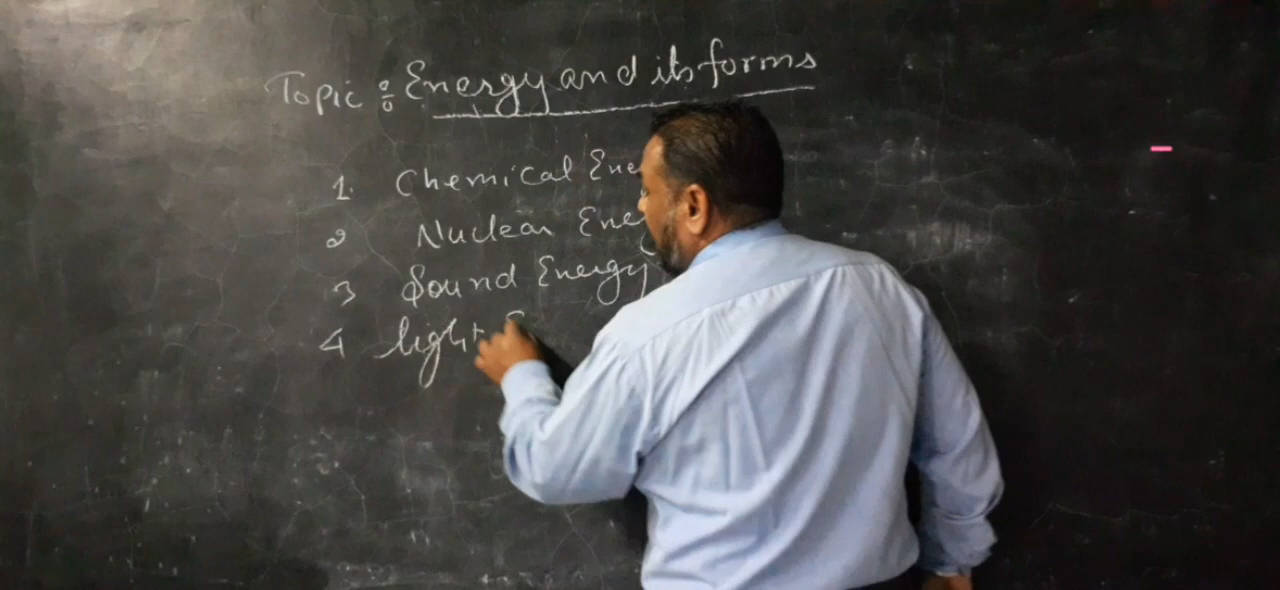 Topic : Energy and its forms
1. Chemical Ene
2 Nuclear Ene
3 Sound Energy
4 light E